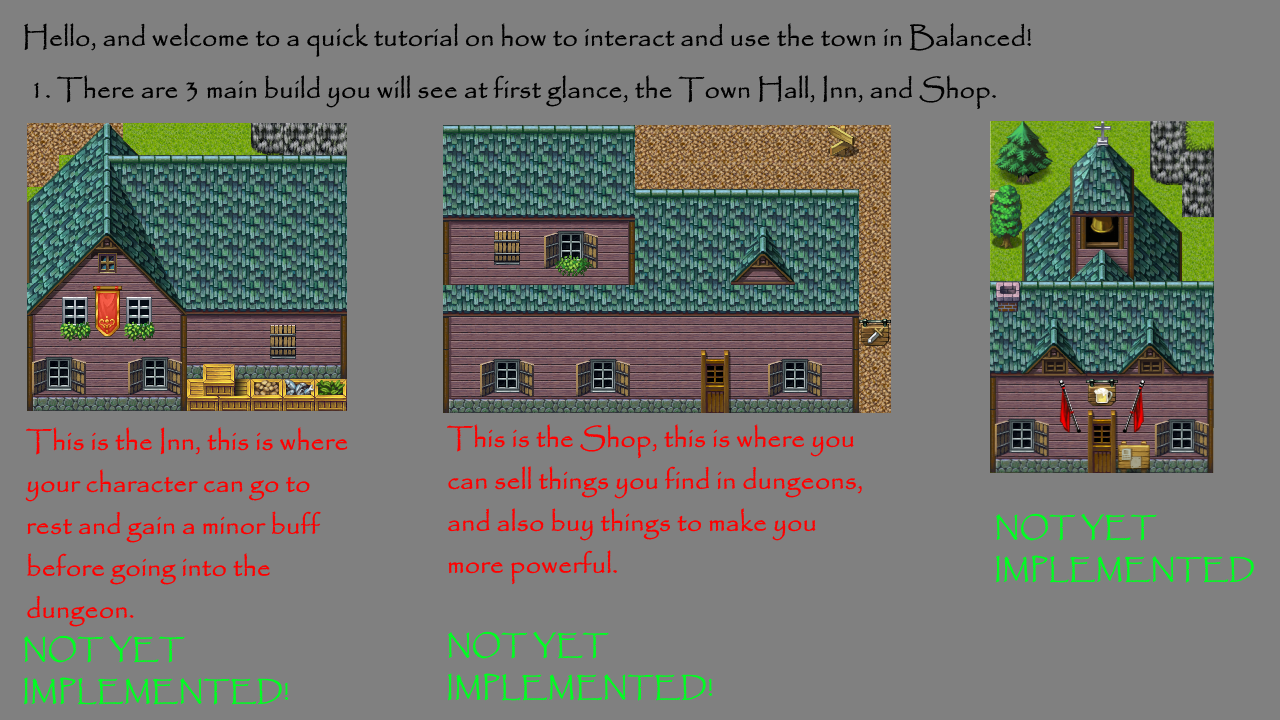 Hello, and welcome to a quick tutorial on how to interact and use the town in Balanced!
1. There are 3 main build you will see at first glance, the Town Hall, Inn, and Shop.
This is the Inn, this is where
your character can go to
rest and gain a minor buff
before going into the
dungeon.
NOT YET
IMPLEMENTED!
This is the Shop, this is where you
can sell things you find in dungeons,
and also buy things to make you
more powerful.
NOT YET
IMPLEMENTED!
NOT YET
IMPLEMENTED